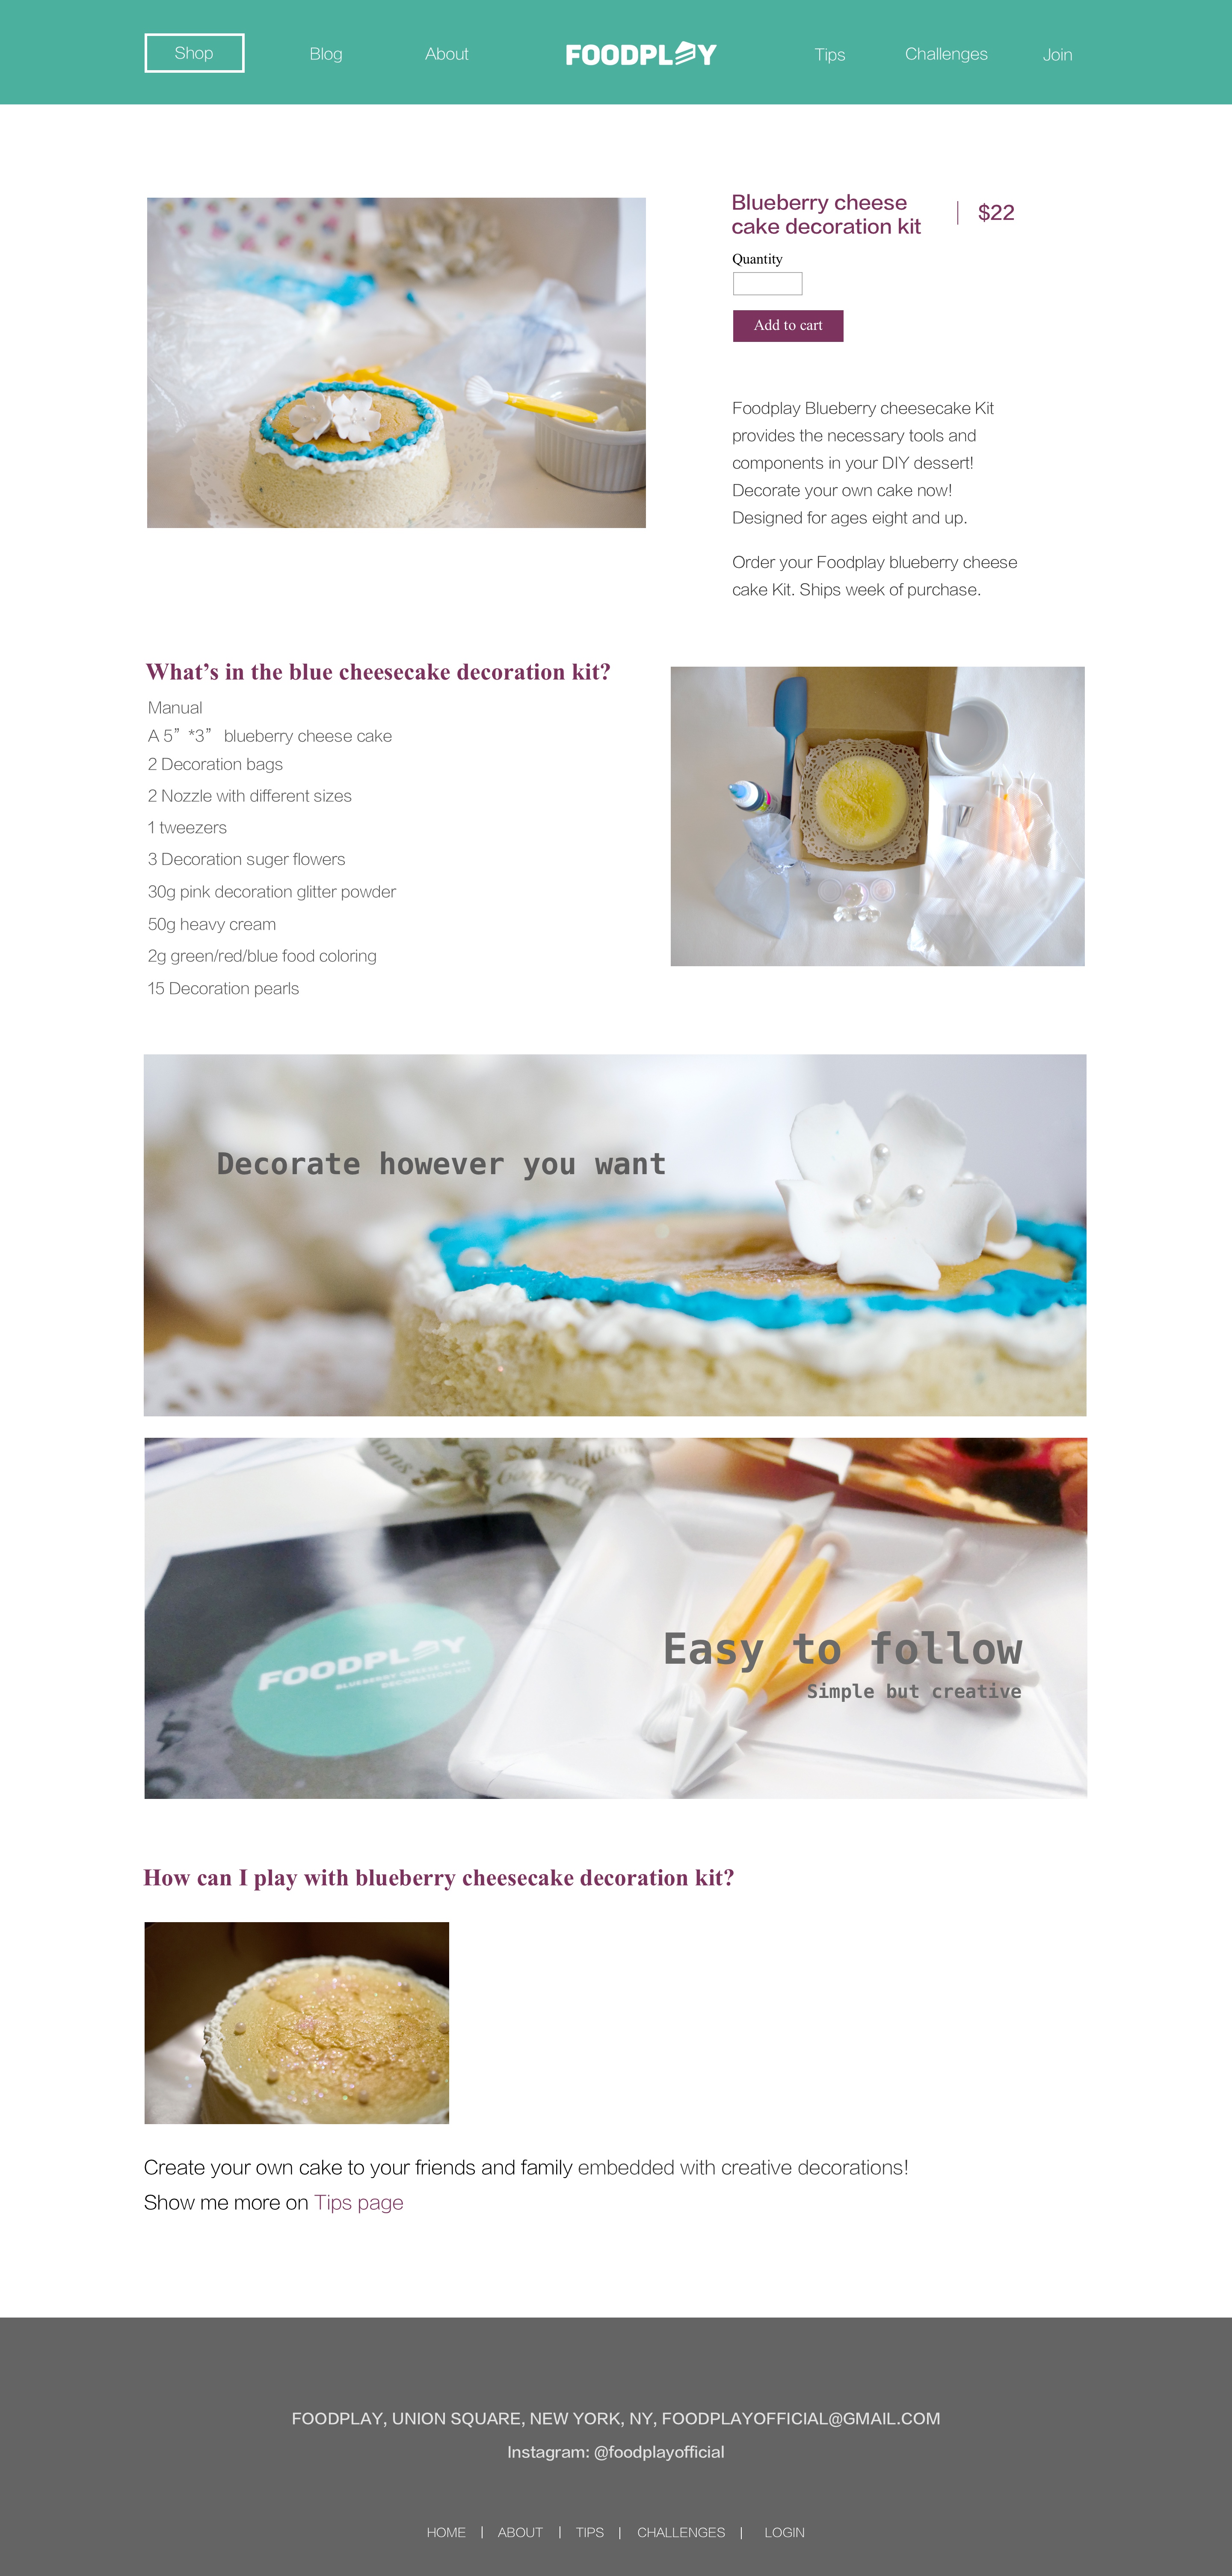 Shop
Blog
About
FOODPLAY
Tips
Challenges
Join
Blueberry cheese
cake decoration kit
$22
Quantity
Add to cart
Foodplay Blueberry cheesecake Kit
provides the necessary tools and
components in your DIY dessert!
Decorate your own cake now!
Designed for ages eight and up.
Order your Foodplay blueberry cheese
cake Kit. Ships week of purchase.
What’s in the blue cheesecake decoration kit?
Manual
A 5” *3” blueberry cheese cake
2 Decoration bags
2 Nozzle with different sizes
1 tweezers
3 Decoration suger flowers
30g pink decoration glitter powder
50g heavy cream
2g green/red/blue food coloring
15 Decoration pearls
Decorate however you want
FOODPLAY
BLUEBERRY CHEESE CAKE
DECORATION KIT
Easy to follow
Simple but creative
How can I play with blueberry cheesecake decoration kit?
Create your own cake to your friends and family embedded with creative decorations!
Show me more on Tips page
FOODPLAY, UNION SQUARE, NEW YORK, NY, FOODPLAYOFFICIAL@GMAIL.COM
Instagram: @foodplayofficial
HOME | ABOUT | TIPS | CHALLENGES | LOGIN